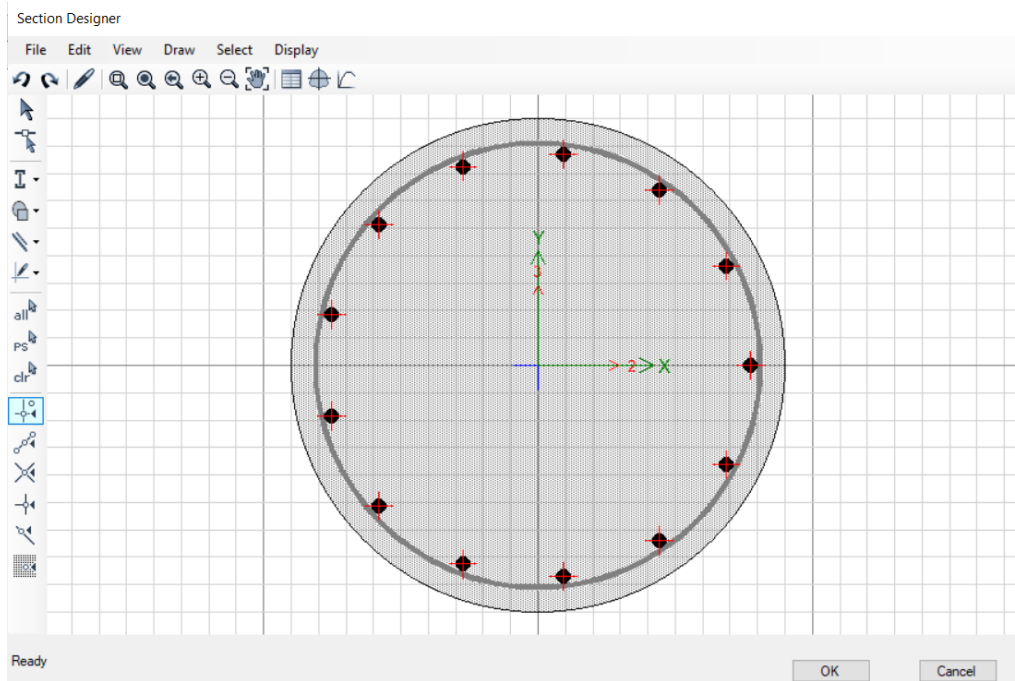 Section Designer
File Edit View Draw Select Display
Y
3
2 X
all
PS
clr
Ready
OK Cancel